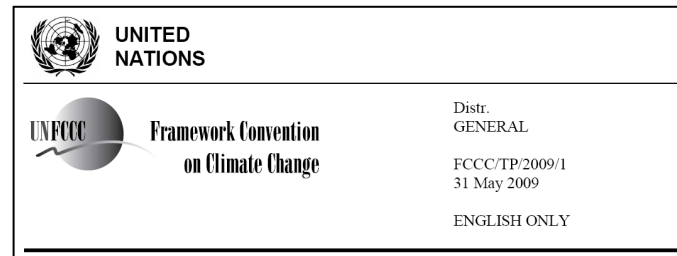 UNITED
NATIONS
UNFCCC
Framework Convention
on Climate Change
Distr.
GENERAL
FCCC/TP/2009/1
31 May 2009
ENGLISH ONLY